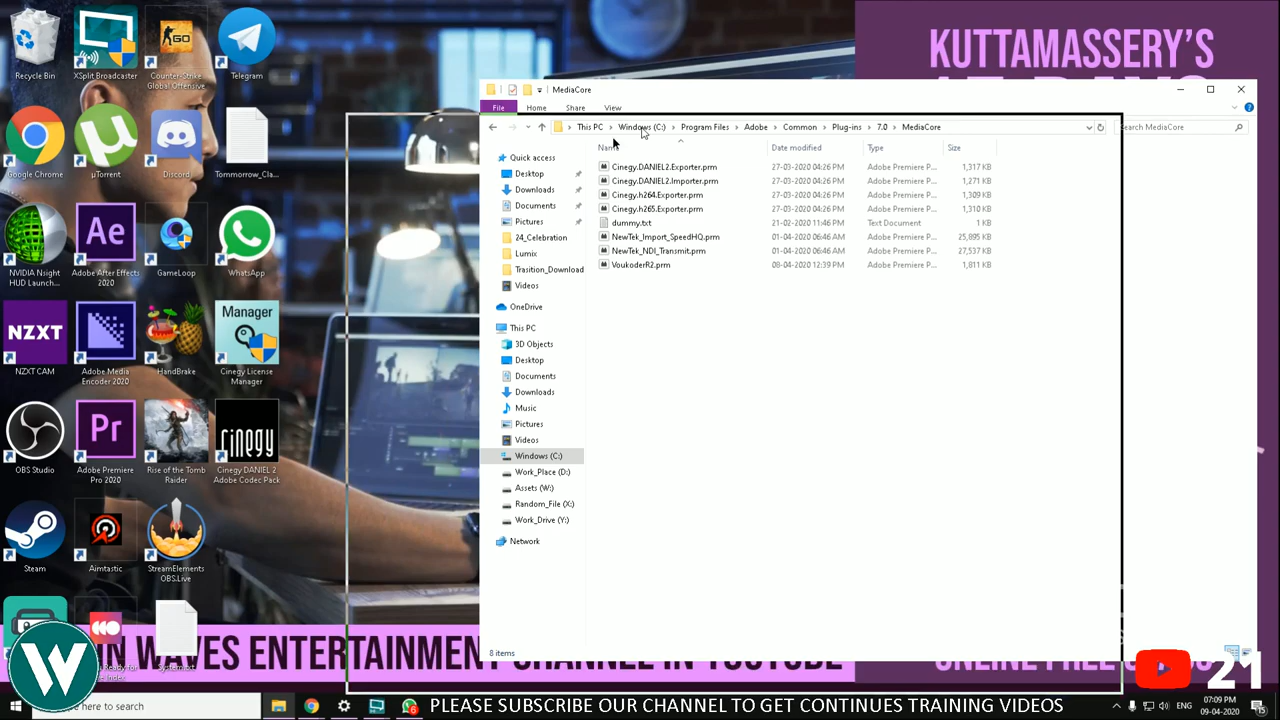 Recycle Bin
XSplit Broadcaster
Counter-Strike
Global Offensive
Telegram
Google Chrome
µTorrent
Discord
Tommorrow_Cla...
NVIDIA Nsight
HUD Launch...
Adobe After Effects
2020
GameLoop
WhatsApp
NZXT CAM
Adobe Media
Encoder 2020
HandBrake
Manager
Cinegy License
Manager
OBS Studio
Adobe Premiere
Pro 2020
Rise of the Tomb
Raider
cinegy
Cinegy DANIEL 2
Adobe Codec Pack
Steam
Aimtastic
StreamElements
OBS.Live
KUTTAMASSERY'S
MediaCore
File
Home
Share
View
This PC
Windows (C:)
Program Files
Adobe
Common
Plug-ins
7.0
MediaCore
Search MediaCore
Name
Date modified
Type
Size
Cinegy.DANIEL2.Exporter.prm 27-03-2020 04:26 PM Adobe Premiere P... 1,317 KB
Cinegy.DANIEL2.Importer.prm 27-03-2020 04:26 PM Adobe Premiere P... 1,271 KB
Cinegy.h264.Exporter.prm 27-03-2020 04:26 PM Adobe Premiere P... 1,309 KB
Cinegy.h265.Exporter.prm 27-03-2020 04:26 PM Adobe Premiere P... 1,310 KB
dummy.txt 21-02-2020 11:46 PM Text Document 1 KB
NewTek_Import_SpeedHQ.prm 01-04-2020 06:46 AM Adobe Premiere P... 25,895 KB
NewTek_NDI_Transmit.prm 01-04-2020 06:46 AM Adobe Premiere P... 27,537 KB
VoukoderR2.prm 08-04-2020 12:39 PM Adobe Premiere P... 1,811 KB
Quick access
Desktop
Downloads
Documents
Pictures
24_Celebration
Lumix
Trasition_Download
Videos
OneDrive
This PC
3D Objects
Desktop
Documents
Downloads
Music
Pictures
Videos
Windows (C:)
Work_Place (D:)
Assets (W:)
Random_File (X:)
Work_Drive (Y:)
Network
8 items
IN WAVES ENTERTAINMENT CHANNEL IN YOUTUBE
ONLINE FREE
21
W
here to search
PLEASE SUBSCRIBE OUR CHANNEL TO GET CONTINUES TRAINING VIDEOS
ENG
07:09 PM
09-04-2020